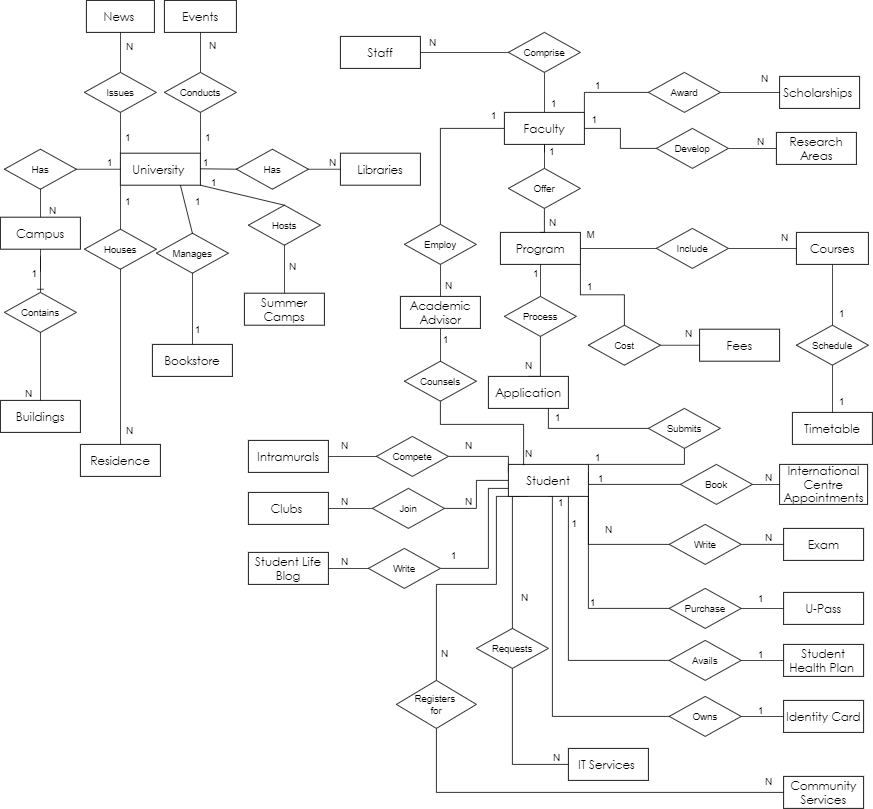 News
Events
N
N
N
Staff
Comprise
Issues
Conducts
1
N
Award
Scholarships
1
1
1
Faculty
1
1
1
N
Develop
Research
Areas
Has
1
University
1
Has
N
Libraries
1
1
Offer
N
1
1
N
Campus
Hosts
M
N
Houses
Manages
Employ
Program
Include
Courses
1
N
N
1
1
Contains
Summer
Camps
Academic
Advisor
Process
1
Schedule
1
1
N
Cost
Fees
Bookstore
N
N
Counsels
Application
1
Buildings
1
Submits
Timetable
N
N
N
N
1
Intramurals
Compete
Residence
Student
1
Book
N
International
Centre
Appointments
Clubs
N
Join
N
1
1
N
Write
N
Exam
Student Life
Blog
N
Write
1
N
1
Purchase
1
U-Pass
N
Requests
Avails
1
Student
Health Plan
Registers
for
Owns
1
Identity Card
N
IT Services
N
Community
Services